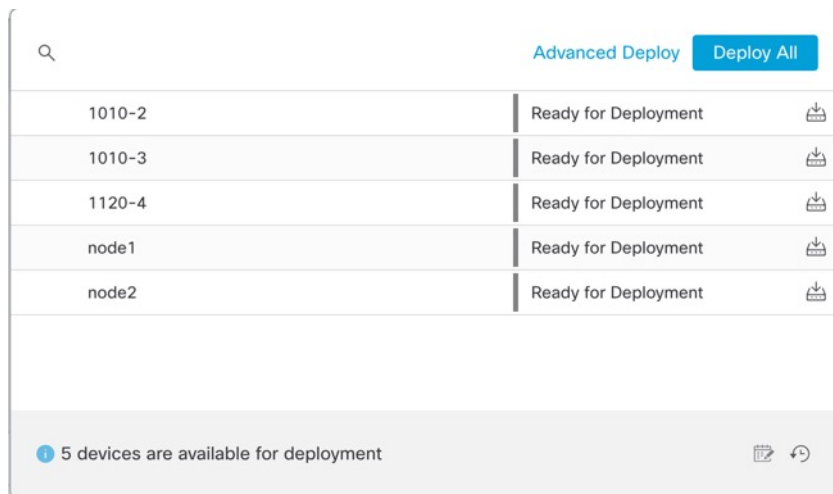 Advanced Deploy Deploy All
1010-2 Ready for Deployment
1010-3 Ready for Deployment
1120-4 Ready for Deployment
node1 Ready for Deployment
node2 Ready for Deployment
5 devices are available for deployment